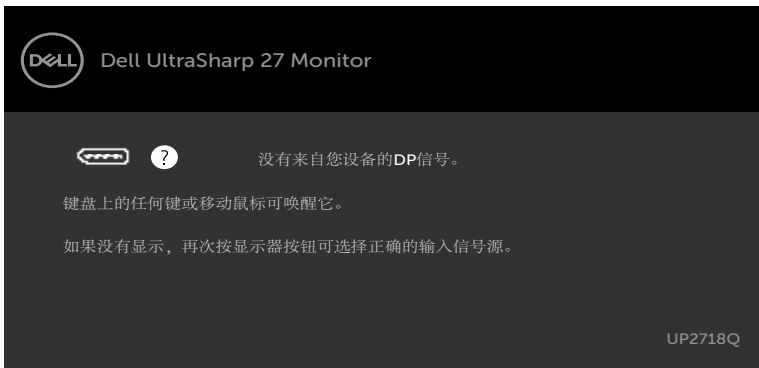 DELL
Dell UltraSharp 27 Monitor
?
没有来自您设备的DP信号。
键盘上的任何键或移动鼠标可唤醒它。
如果没有显示，再次按显示器按钮可选择正确的输入信号源。
UP2718Q